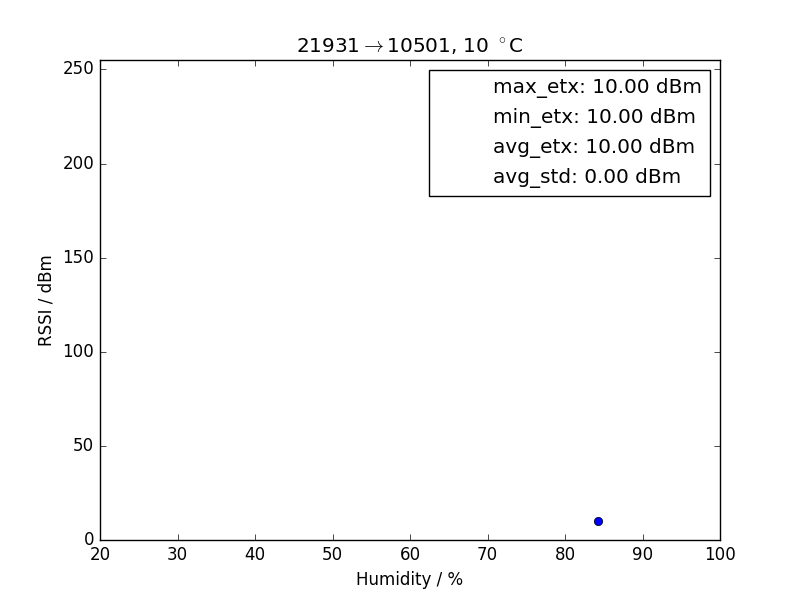 21931→10501, 10 °C
max_etx: 10.00 dBm
min_etx: 10.00 dBm
avg_etx: 10.00 dBm
avg_std: 0.00 dBm
RSSI / dBm
250
200
150
100
50
0
20 30 40 50 60 70 80 90 100
Humidity / %